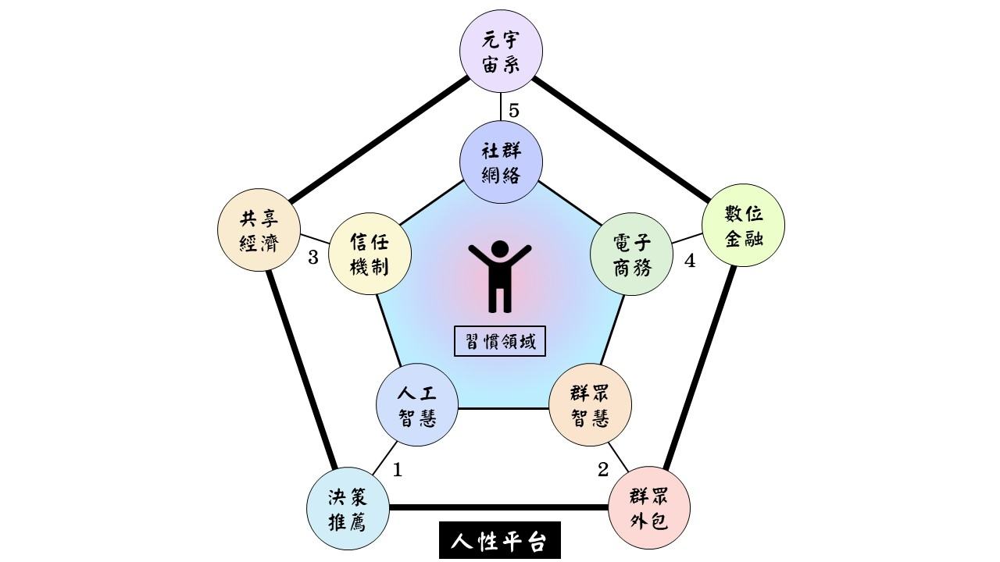 元宇
宙系
5
社群
網絡
共享
經濟
信任
機制
3
電子
商務
4
數位
金融
習慣領域
人工
智慧
群眾
智慧
1
2
決策
推薦
群眾
外包
人性平台